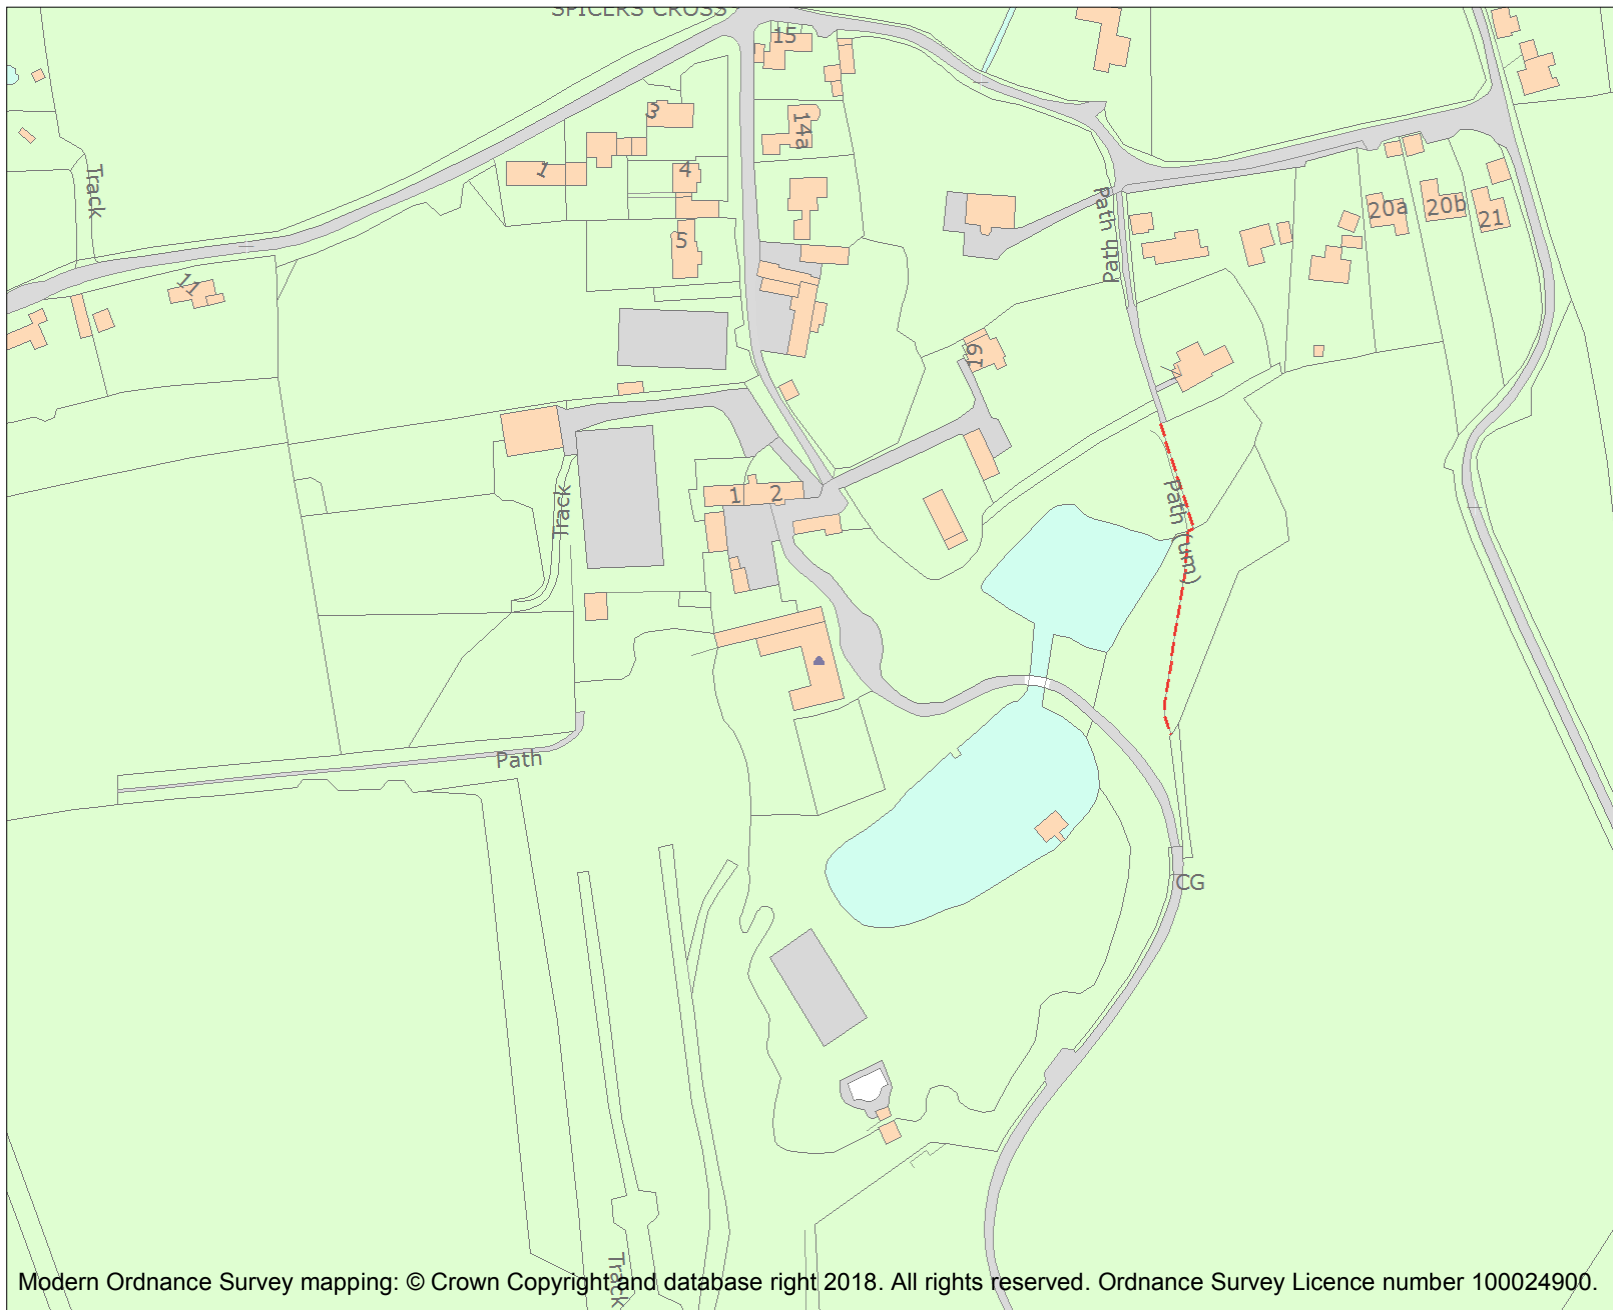 SPICERS CROSS
15
3
14a
1
4
Track
Path
Path
20a
20b
21
5
11
19
1
2
Track
Path (um)
Path
CG
Track
Modern Ordnance Survey mapping: © Crown Copyright and database right 2018. All rights reserved. Ordnance Survey Licence number 100024900.